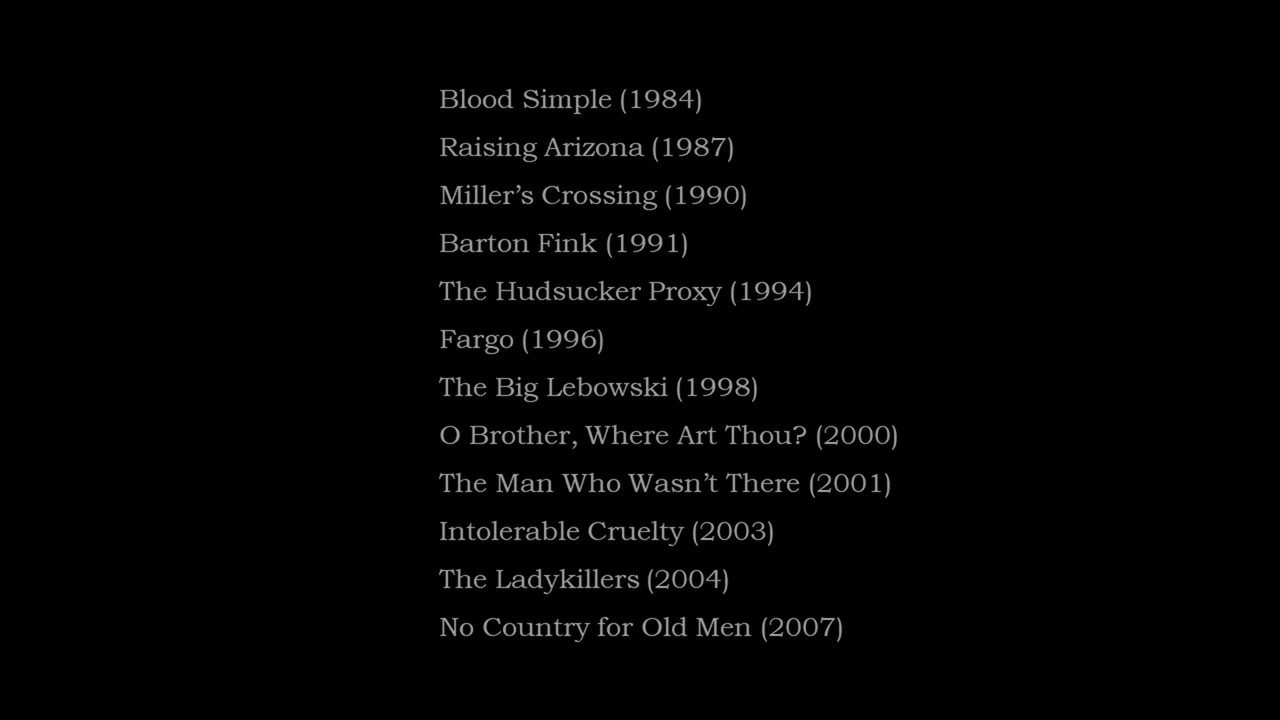 Blood Simple (1984)
Raising Arizona (1987)
Miller’s Crossing (1990)
Barton Fink (1991)
The Hudsucker Proxy (1994)
Fargo (1996)
The Big Lebowski (1998)
O Brother, Where Art Thou? (2000)
The Man Who Wasn’t There (2001)
Intolerable Cruelty (2003)
The Ladykillers (2004)
No Country for Old Men (2007)